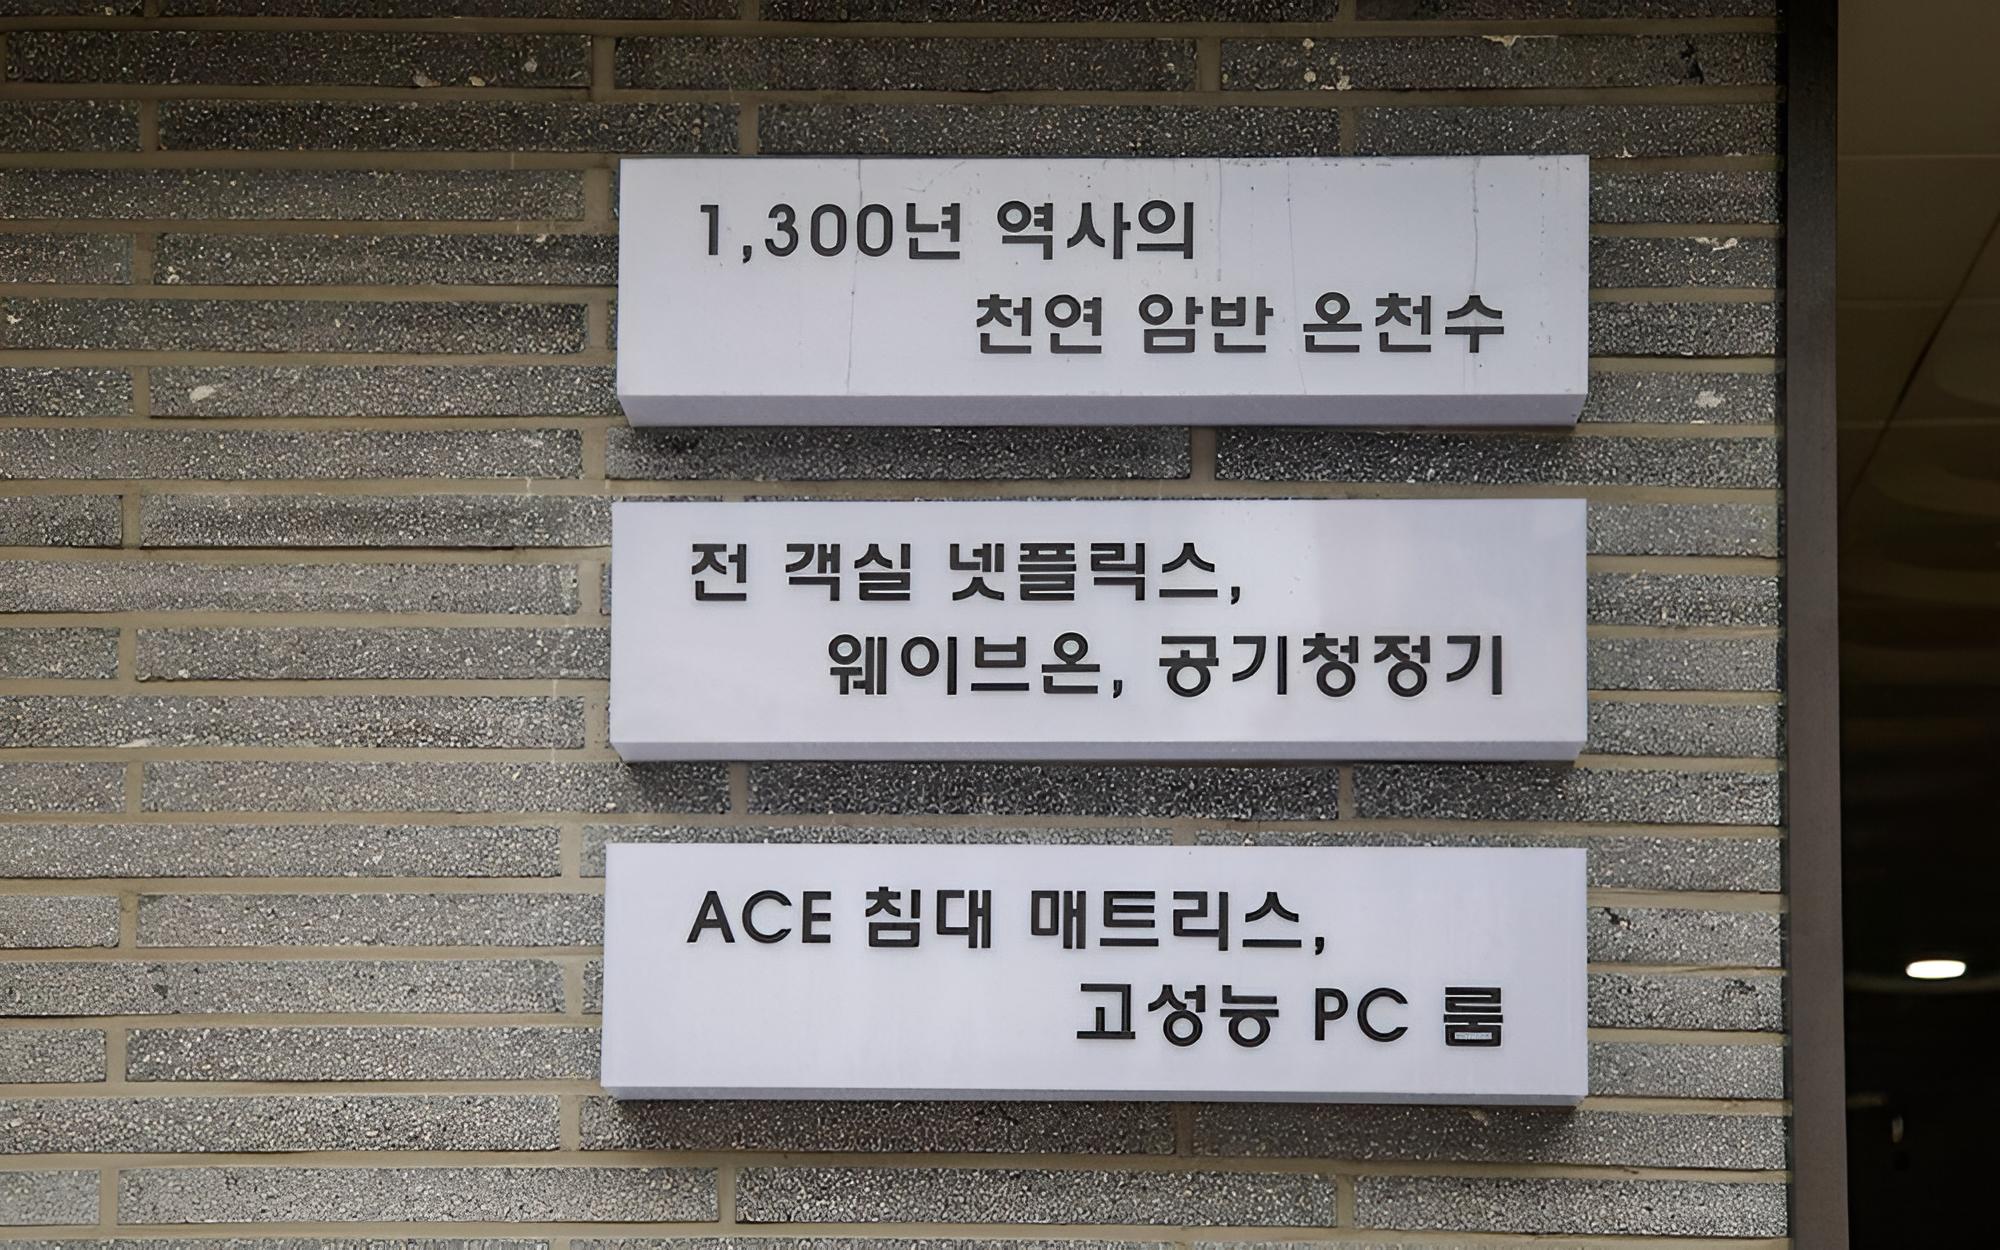 1,300년 역사의
천연 암반 온천수
전 객실 넷플릭스,
웨이브온, 공기청정기
ACE 침대 매트리스,
고성능 PC 룸